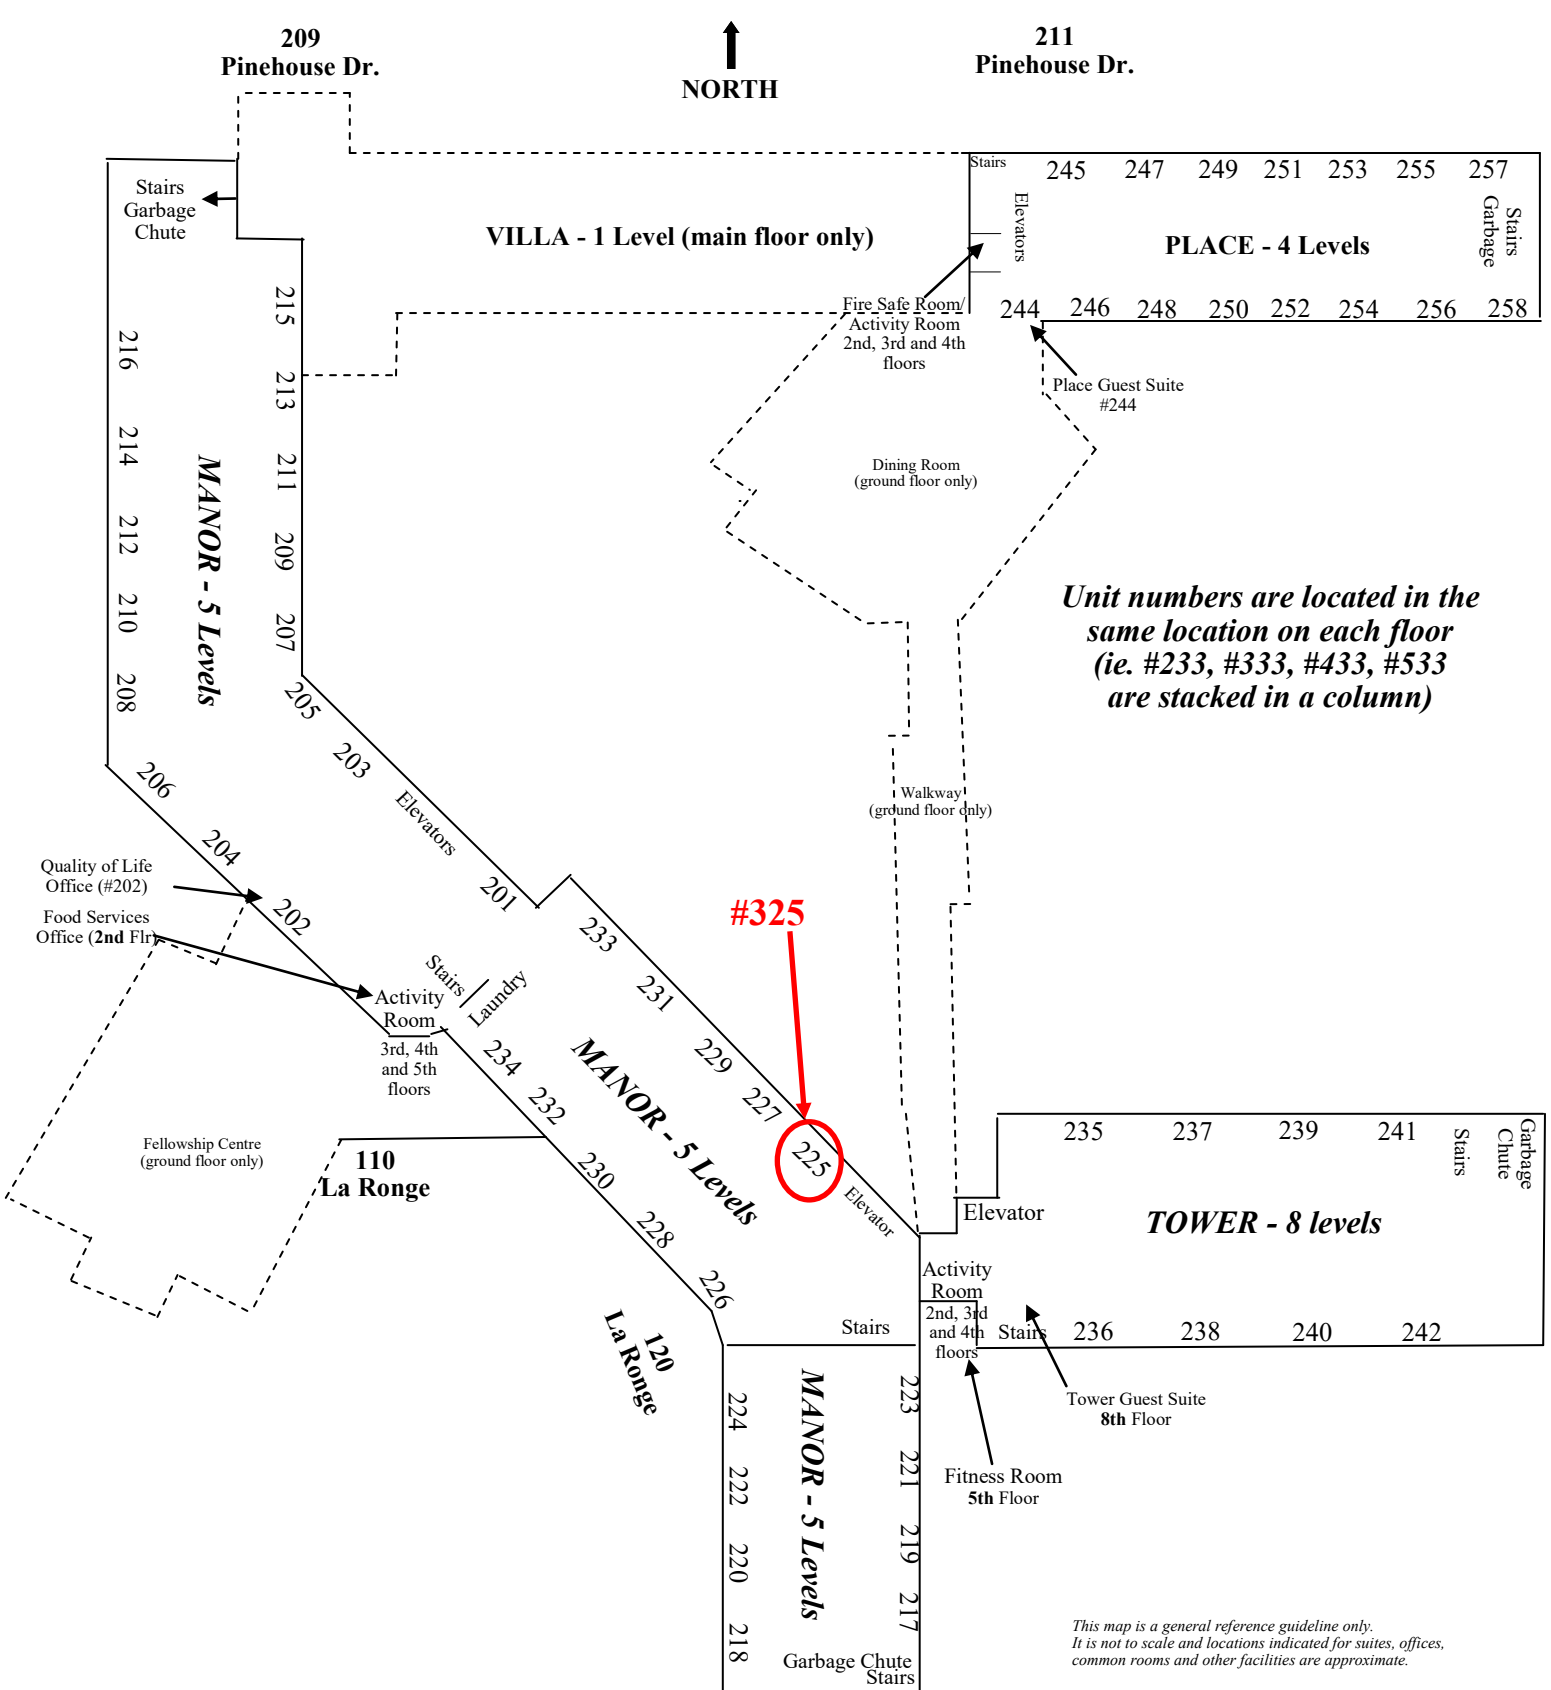 209
Pinehouse Dr.
NORTH
211
Pinehouse Dr.
Stairs
Garbage
Chute
VILLA - 1 Level (main floor only)
Stairs
Elevators
245
247
249
251
253
255
257
Stairs
Garbage
PLACE - 4 Levels
Fire Safe Room/
Activity Room
2nd, 3rd and 4th
floors
244
246
248
250
252
254
256
258
Place Guest Suite
#244
215
213
211
209
207
216
214
212
210
208
MANOR - 5 Levels
Dining Room
(ground floor only)
Unit numbers are located in the
same location on each floor
(ie. #233, #333, #433, #533
are stacked in a column)
205
203
Elevators
201
206
204
202
Quality of Life
Office (#202)
Food Services
Office (2nd Flr)
Walkway
(ground floor only)
#325
Stairs
Laundry
Activity
Room
3rd, 4th
and 5th
floors
233
231
229
227
225
Elevator
234
232
230
228
226
MANOR - 5 Levels
Fellowship Centre
(ground floor only)
110
La Ronge
120
La Ronge
235
237
239
241
Stairs
Garbage
Chute
Elevator
TOWER - 8 levels
Activity
Room
2nd, 3rd
and 4th
floors
Stairs
Stairs
236
238
240
242
Tower Guest Suite
8th Floor
Fitness Room
5th Floor
224
222
220
218
MANOR - 5 Levels
223
221
219
217
Garbage Chute
Stairs
This map is a general reference guideline only.
It is not to scale and locations indicated for suites, offices,
common rooms and other facilities are approximate.